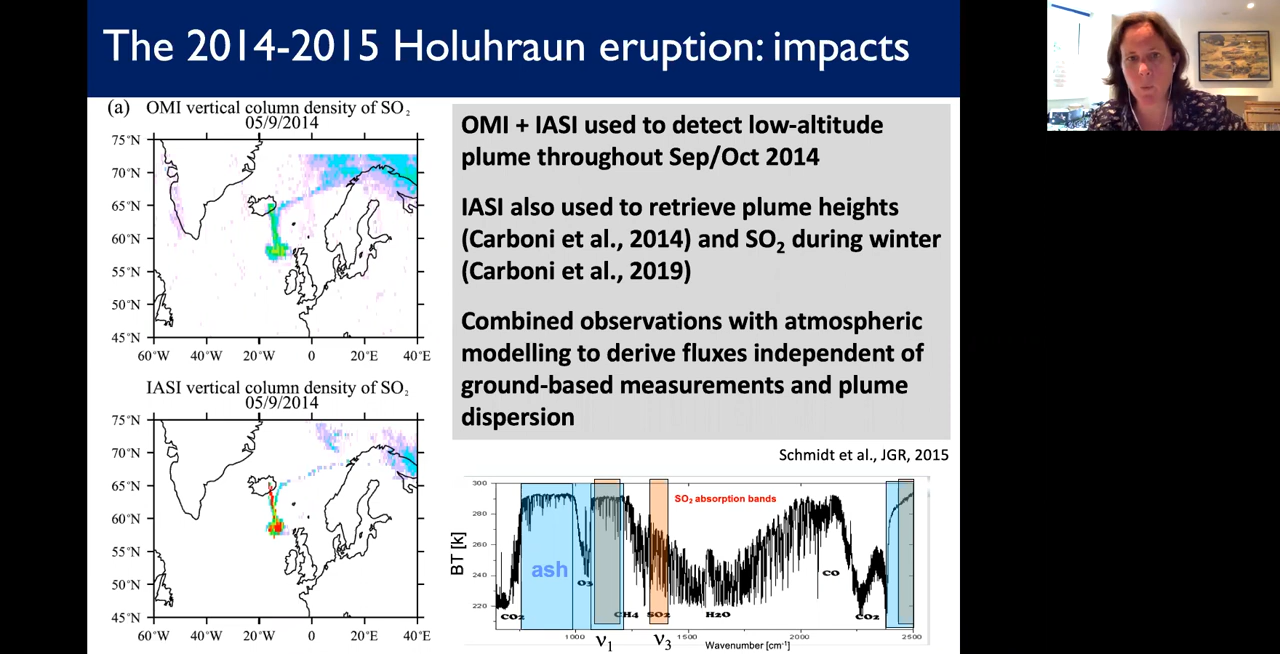 The 2014-2015 Holuhraun eruption: impacts
(a) OMI vertical column density of SO₂
05/9/2014
75°N
70°N
65°N
60°N
55°N
50°N
45°N
60°W 40°W 20°W 0 20°E 40°E
IASI vertical column density of SO₂
05/9/2014
75°N
70°N
65°N
60°N
55°N
50°N
45°N
60°W 40°W 20°W 0 20°E 40°E
OMI + IASI used to detect low-altitude
plume throughout Sep/Oct 2014
IASI also used to retrieve plume heights
(Carboni et al., 2014) and SO₂ during winter
(Carboni et al., 2019)
Combined observations with atmospheric
modelling to derive fluxes independent of
ground-based measurements and plume
dispersion
Schmidt et al., JGR, 2015
300
280
260
240
220
BT [k]
SO₂ absorption bands
ash
O3
CO
CO2 CH4 SO2 H2O CO2
1000 1500 2000 2500
ν₁ ν₃ Wavenumber [cm⁻¹]